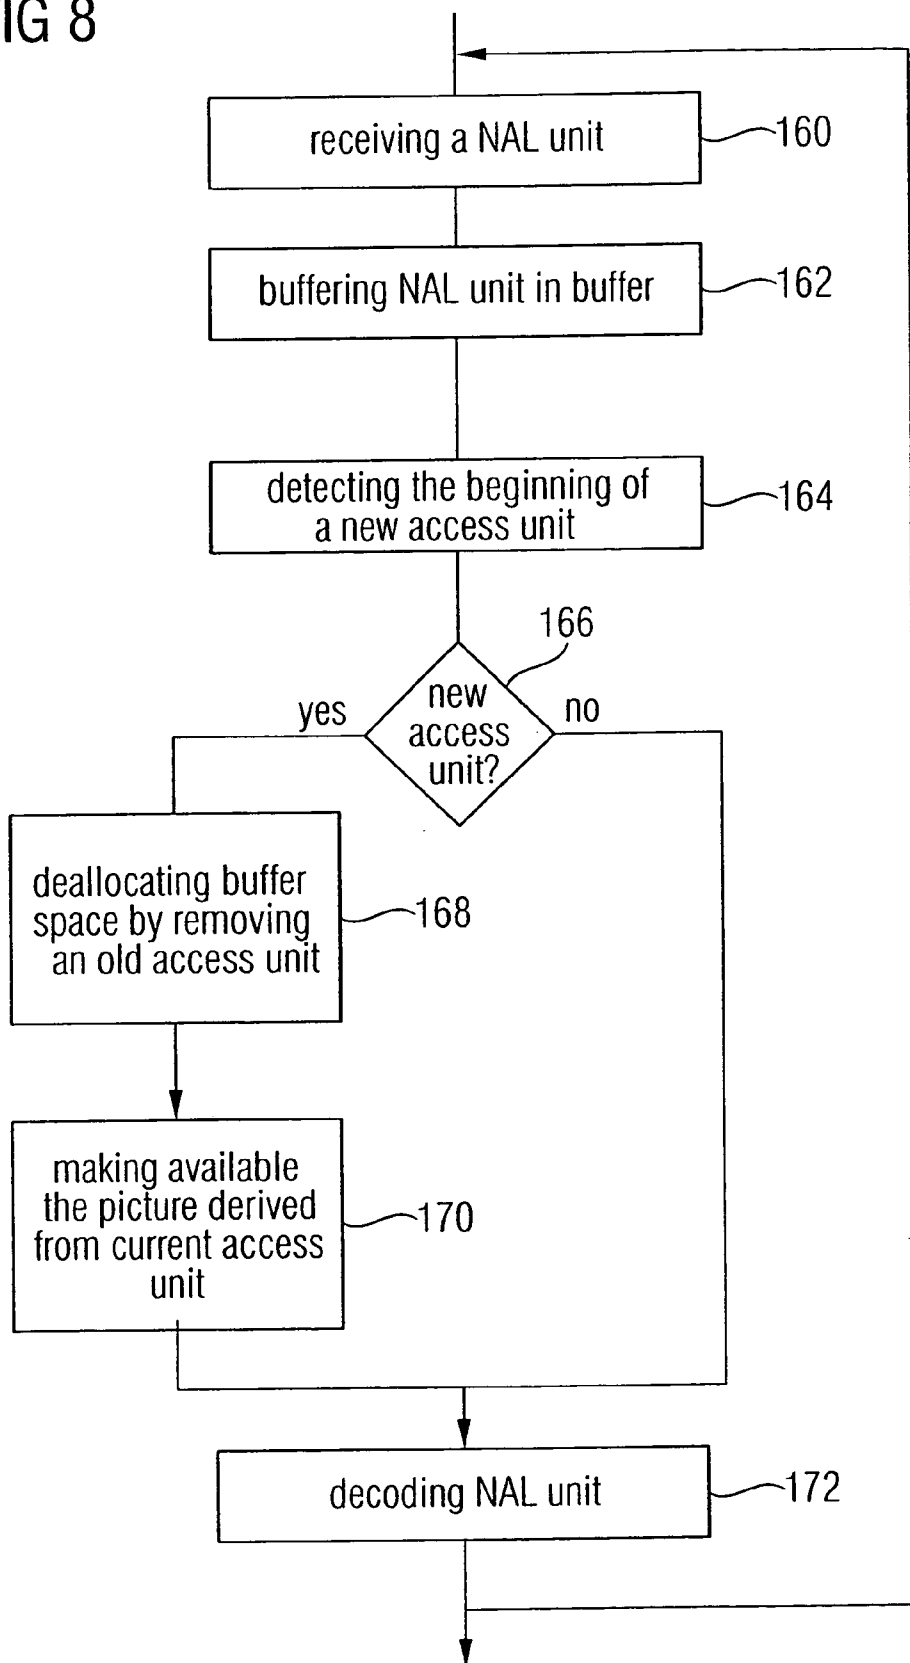 IG 8
receiving a NAL unit
160
buffering NAL unit in buffer
162
detecting the beginning of
a new access unit
164
166
new
access
unit?
yes
no
deallocating buffer
space by removing
an old access unit
168
making available
the picture derived
from current access
unit
170
decoding NAL unit
172